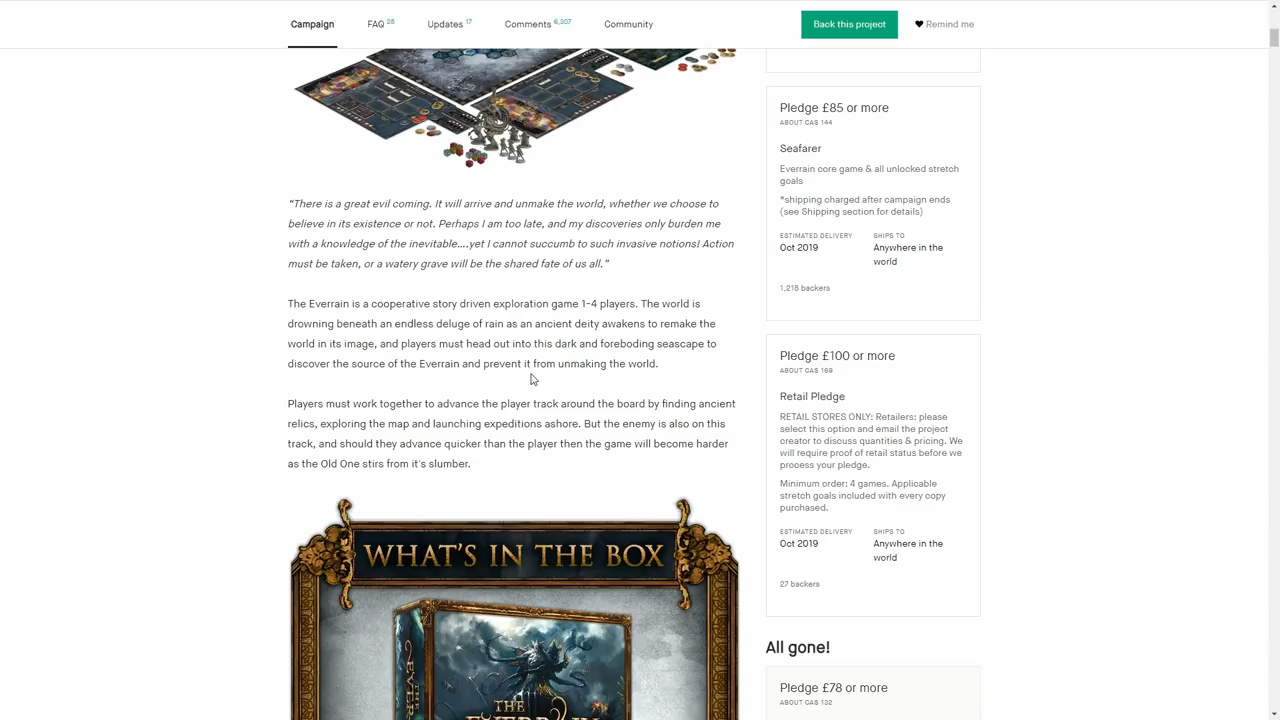 Campaign
FAQ 25
Updates 17
Comments 6,307
Community
Back this project
Remind me
“There is a great evil coming. It will arrive and unmake the world, whether we choose to
believe in its existence or not. Perhaps I am too late, and my discoveries only burden me
with a knowledge of the inevitable….yet I cannot succumb to such invasive notions! Action
must be taken, or a watery grave will be the shared fate of us all.”
The Everrain is a cooperative story driven exploration game 1-4 players. The world is
drowning beneath an endless deluge of rain as an ancient deity awakens to remake the
world in its image, and players must head out into this dark and foreboding seascape to
discover the source of the Everrain and prevent it from unmaking the world.
Players must work together to advance the player track around the board by finding ancient
relics, exploring the map and launching expeditions ashore. But the enemy is also on this
track, and should they advance quicker than the player then the game will become harder
as the Old One stirs from it's slumber.
WHAT'S IN THE BOX
THE
EVERRAIN
Pledge £85 or more
ABOUT CA$ 144
Seafarer
Everrain core game & all unlocked stretch
goals
*shipping charged after campaign ends
(see Shipping section for details)
ESTIMATED DELIVERY
Oct 2019
SHIPS TO
Anywhere in the
world
1,218 backers
Pledge £100 or more
ABOUT CA$ 169
Retail Pledge
RETAIL STORES ONLY: Retailers: please
select this option and email the project
creator to discuss quantities & pricing. We
will require proof of retail status before we
process your pledge.
Minimum order: 4 games. Applicable
stretch goals included with every copy
purchased.
ESTIMATED DELIVERY
Oct 2019
SHIPS TO
Anywhere in the
world
27 backers
All gone!
Pledge £78 or more
ABOUT CA$ 132